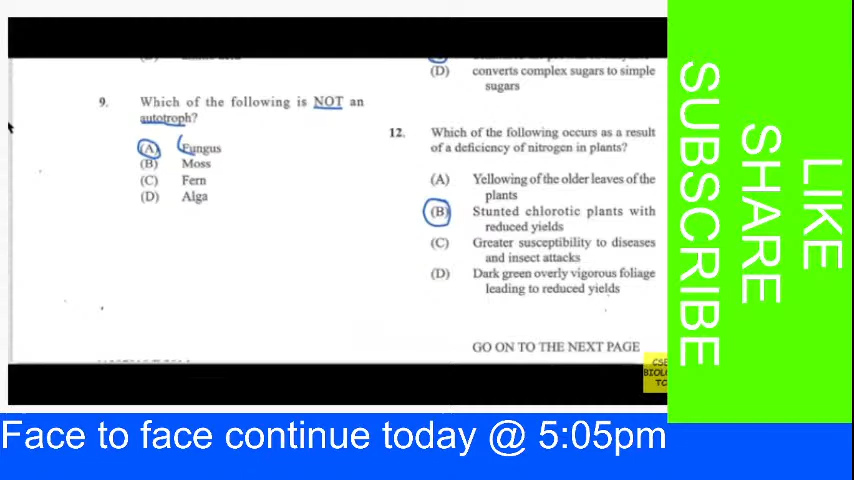 (D)
converts complex sugars to simple
sugars
9. Which of the following is NOT an
autotroph?
(A) Fungus
(B) Moss
(C) Fern
(D) Alga
12. Which of the following occurs as a result
of a deficiency of nitrogen in plants?
(A) Yellowing of the older leaves of the
plants
(B) Stunted chlorotic plants with
reduced yields
(C) Greater susceptibility to diseases
and insect attacks
(D) Dark green overly vigorous foliage
leading to reduced yields
GO ON TO THE NEXT PAGE
LIKE
SHARE
SUBSCRIBE
Face to face continue today @ 5:05pm